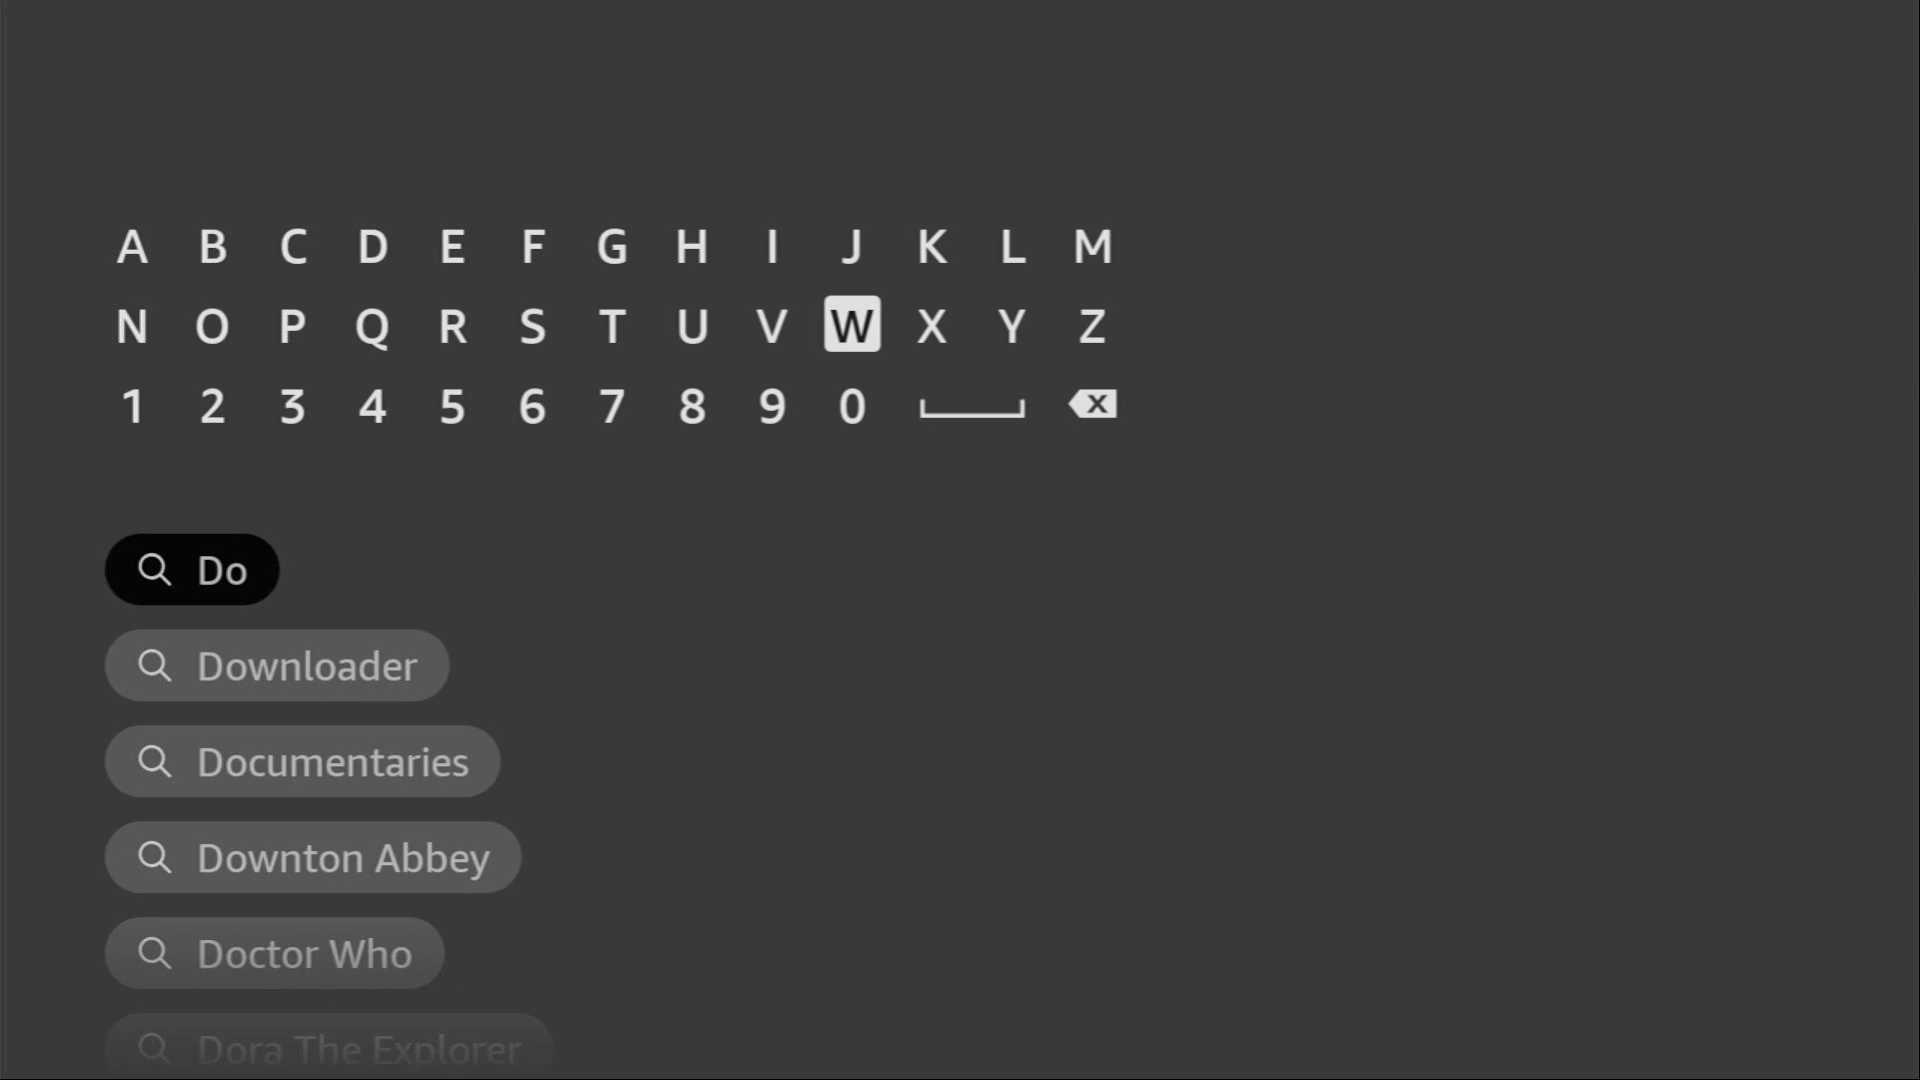 A B C D E F G H I J K L M
N O P Q R S T U V W X Y Z
1 2 3 4 5 6 7 8 9 0
Do
Downloader
Documentaries
Downton Abbey
Doctor Who
Dora The Explorer